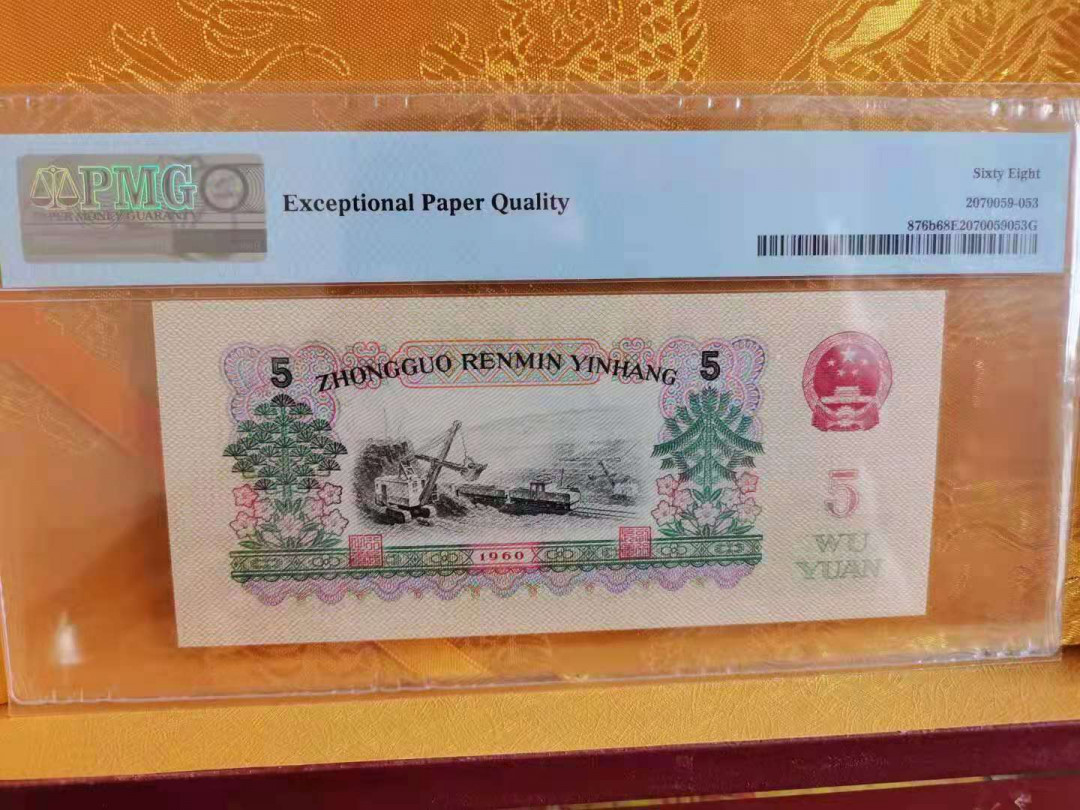 PMG
PAPER MONEY GUARANTY
Exceptional Paper Quality
Sixty Eight
2070059-053
876b68E2070059053G
5 ZHONGGUO RENMIN YINHANG 5
1960
5
WU
YUAN